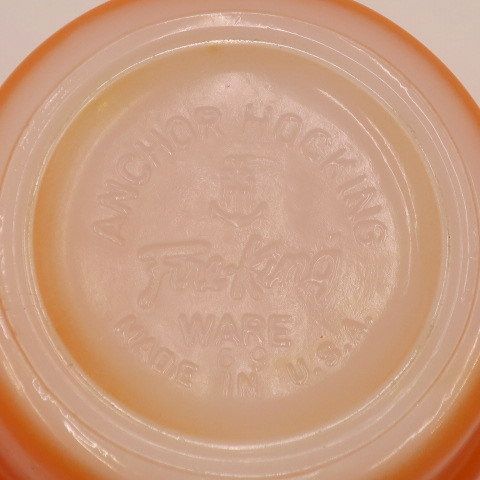 ANCHOR HOCKING
Fire-King
WARE
MADE IN U.S.A.